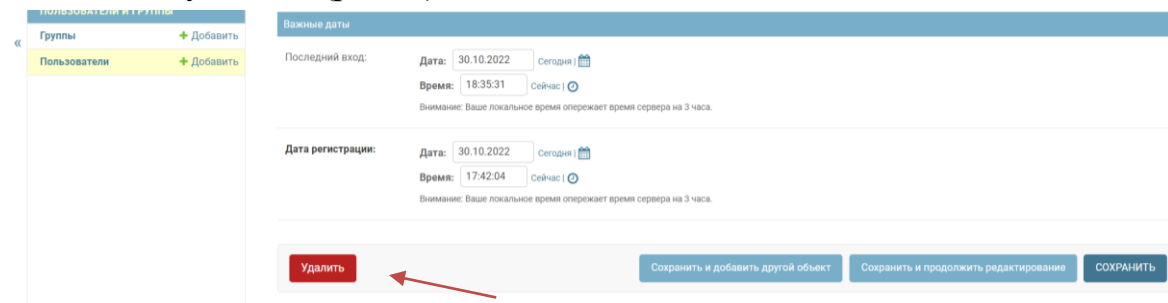 ПОЛЬЗОВАТЕЛИ И ГРУППЫ
«
Группы + Добавить
Пользователи + Добавить
Важные даты
Последний вход:
Дата: 30.10.2022 Сегодня |
Время: 18:35:31 Сейчас |
Внимание: Ваше локальное время опережает время сервера на 3 часа.
Дата регистрации:
Дата: 30.10.2022 Сегодня |
Время: 17:42:04 Сейчас |
Внимание: Ваше локальное время опережает время сервера на 3 часа.
Удалить Сохранить и добавить другой объект Сохранить и продолжить редактирование СОХРАНИТЬ